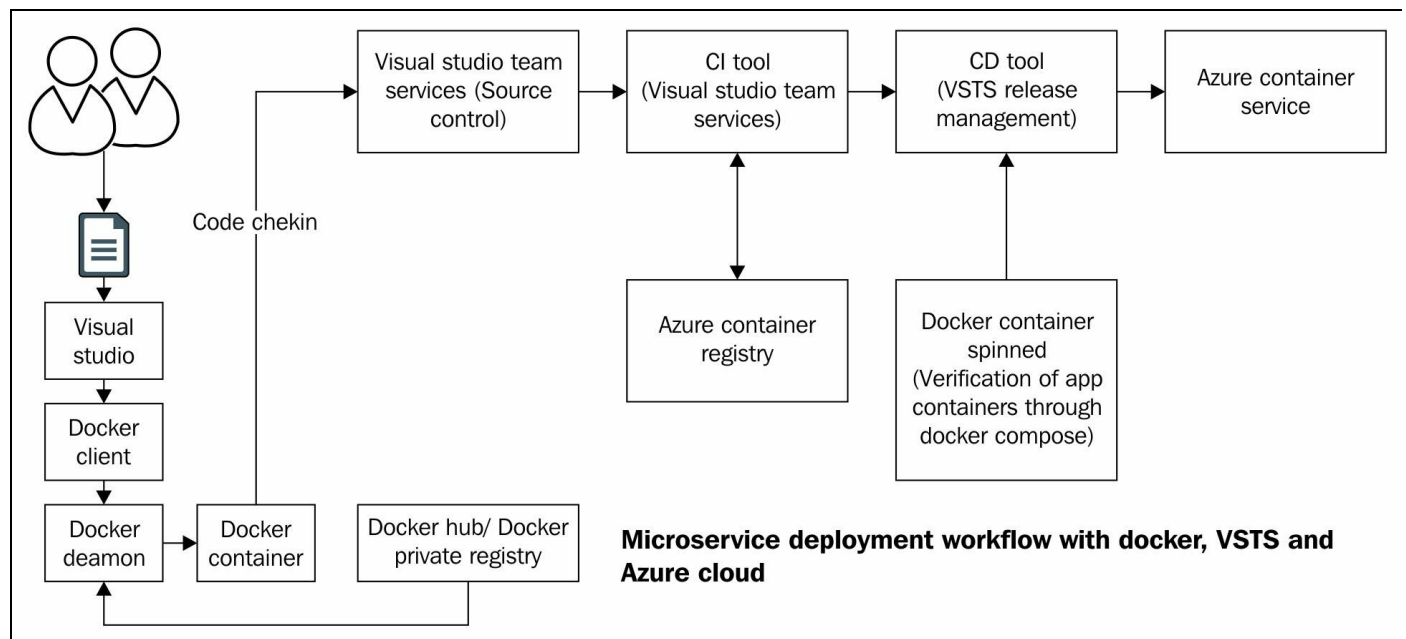 Visual studio team
services (Source
control)
CI tool
(Visual studio team
services)
CD tool
(VSTS release
management)
Azure container
service
Code chekin
Visual
studio
Azure container
registry
Docker container
spinned
(Verification of app
containers through
docker compose)
Docker
client
Docker
deamon
Docker
container
Docker hub/ Docker
private registry
Microservice deployment workflow with docker, VSTS and
Azure cloud